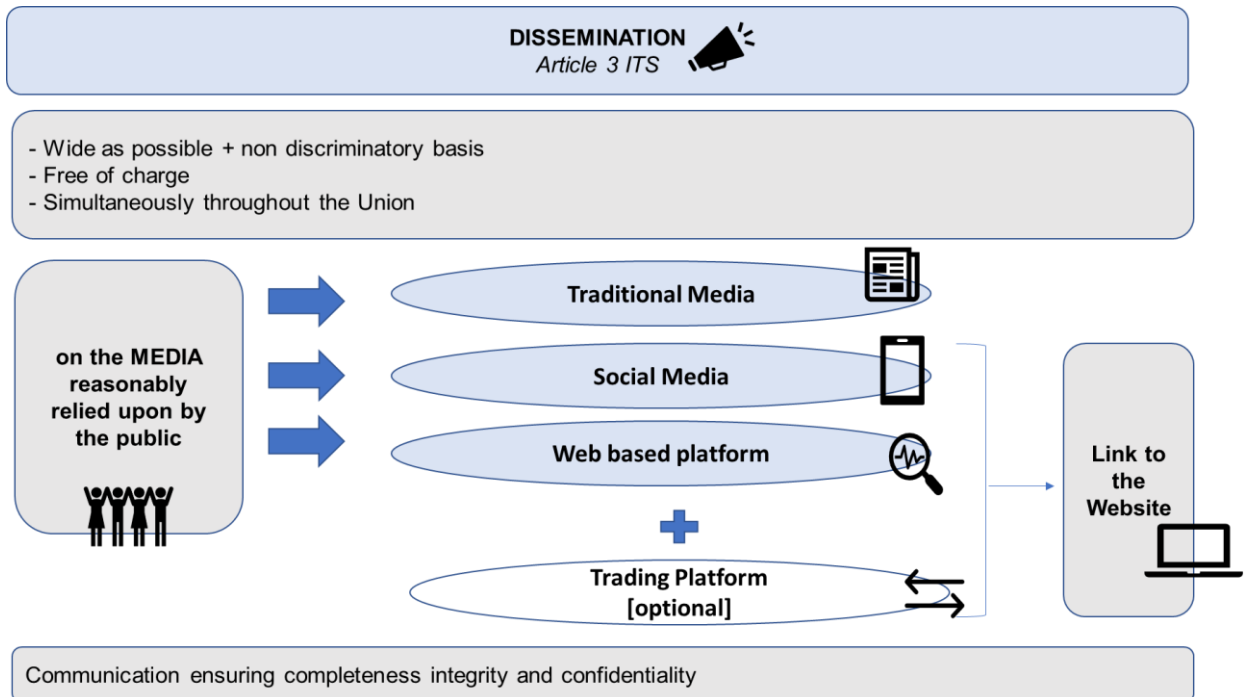 DISSEMINATION
Article 3 ITS
- Wide as possible + non discriminatory basis
- Free of charge
- Simultaneously throughout the Union
on the MEDIA
reasonably
relied upon by
the public
Traditional Media
Social Media
Web based platform
Trading Platform
[optional]
Link to
the
Website
Communication ensuring completeness integrity and confidentiality